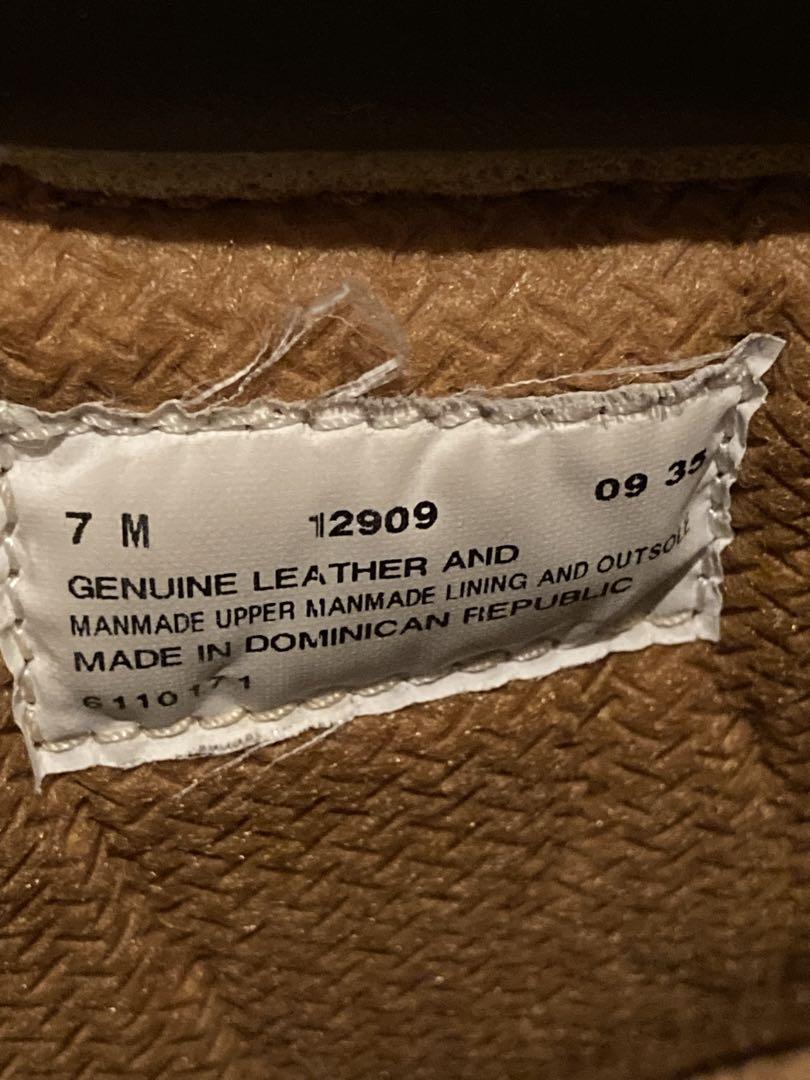 7 M 12909 09 35
GENUINE LEATHER AND
MANMADE UPPER MANMADE LINING AND OUTSOLE
MADE IN DOMINICAN REPUBLIC
6110171